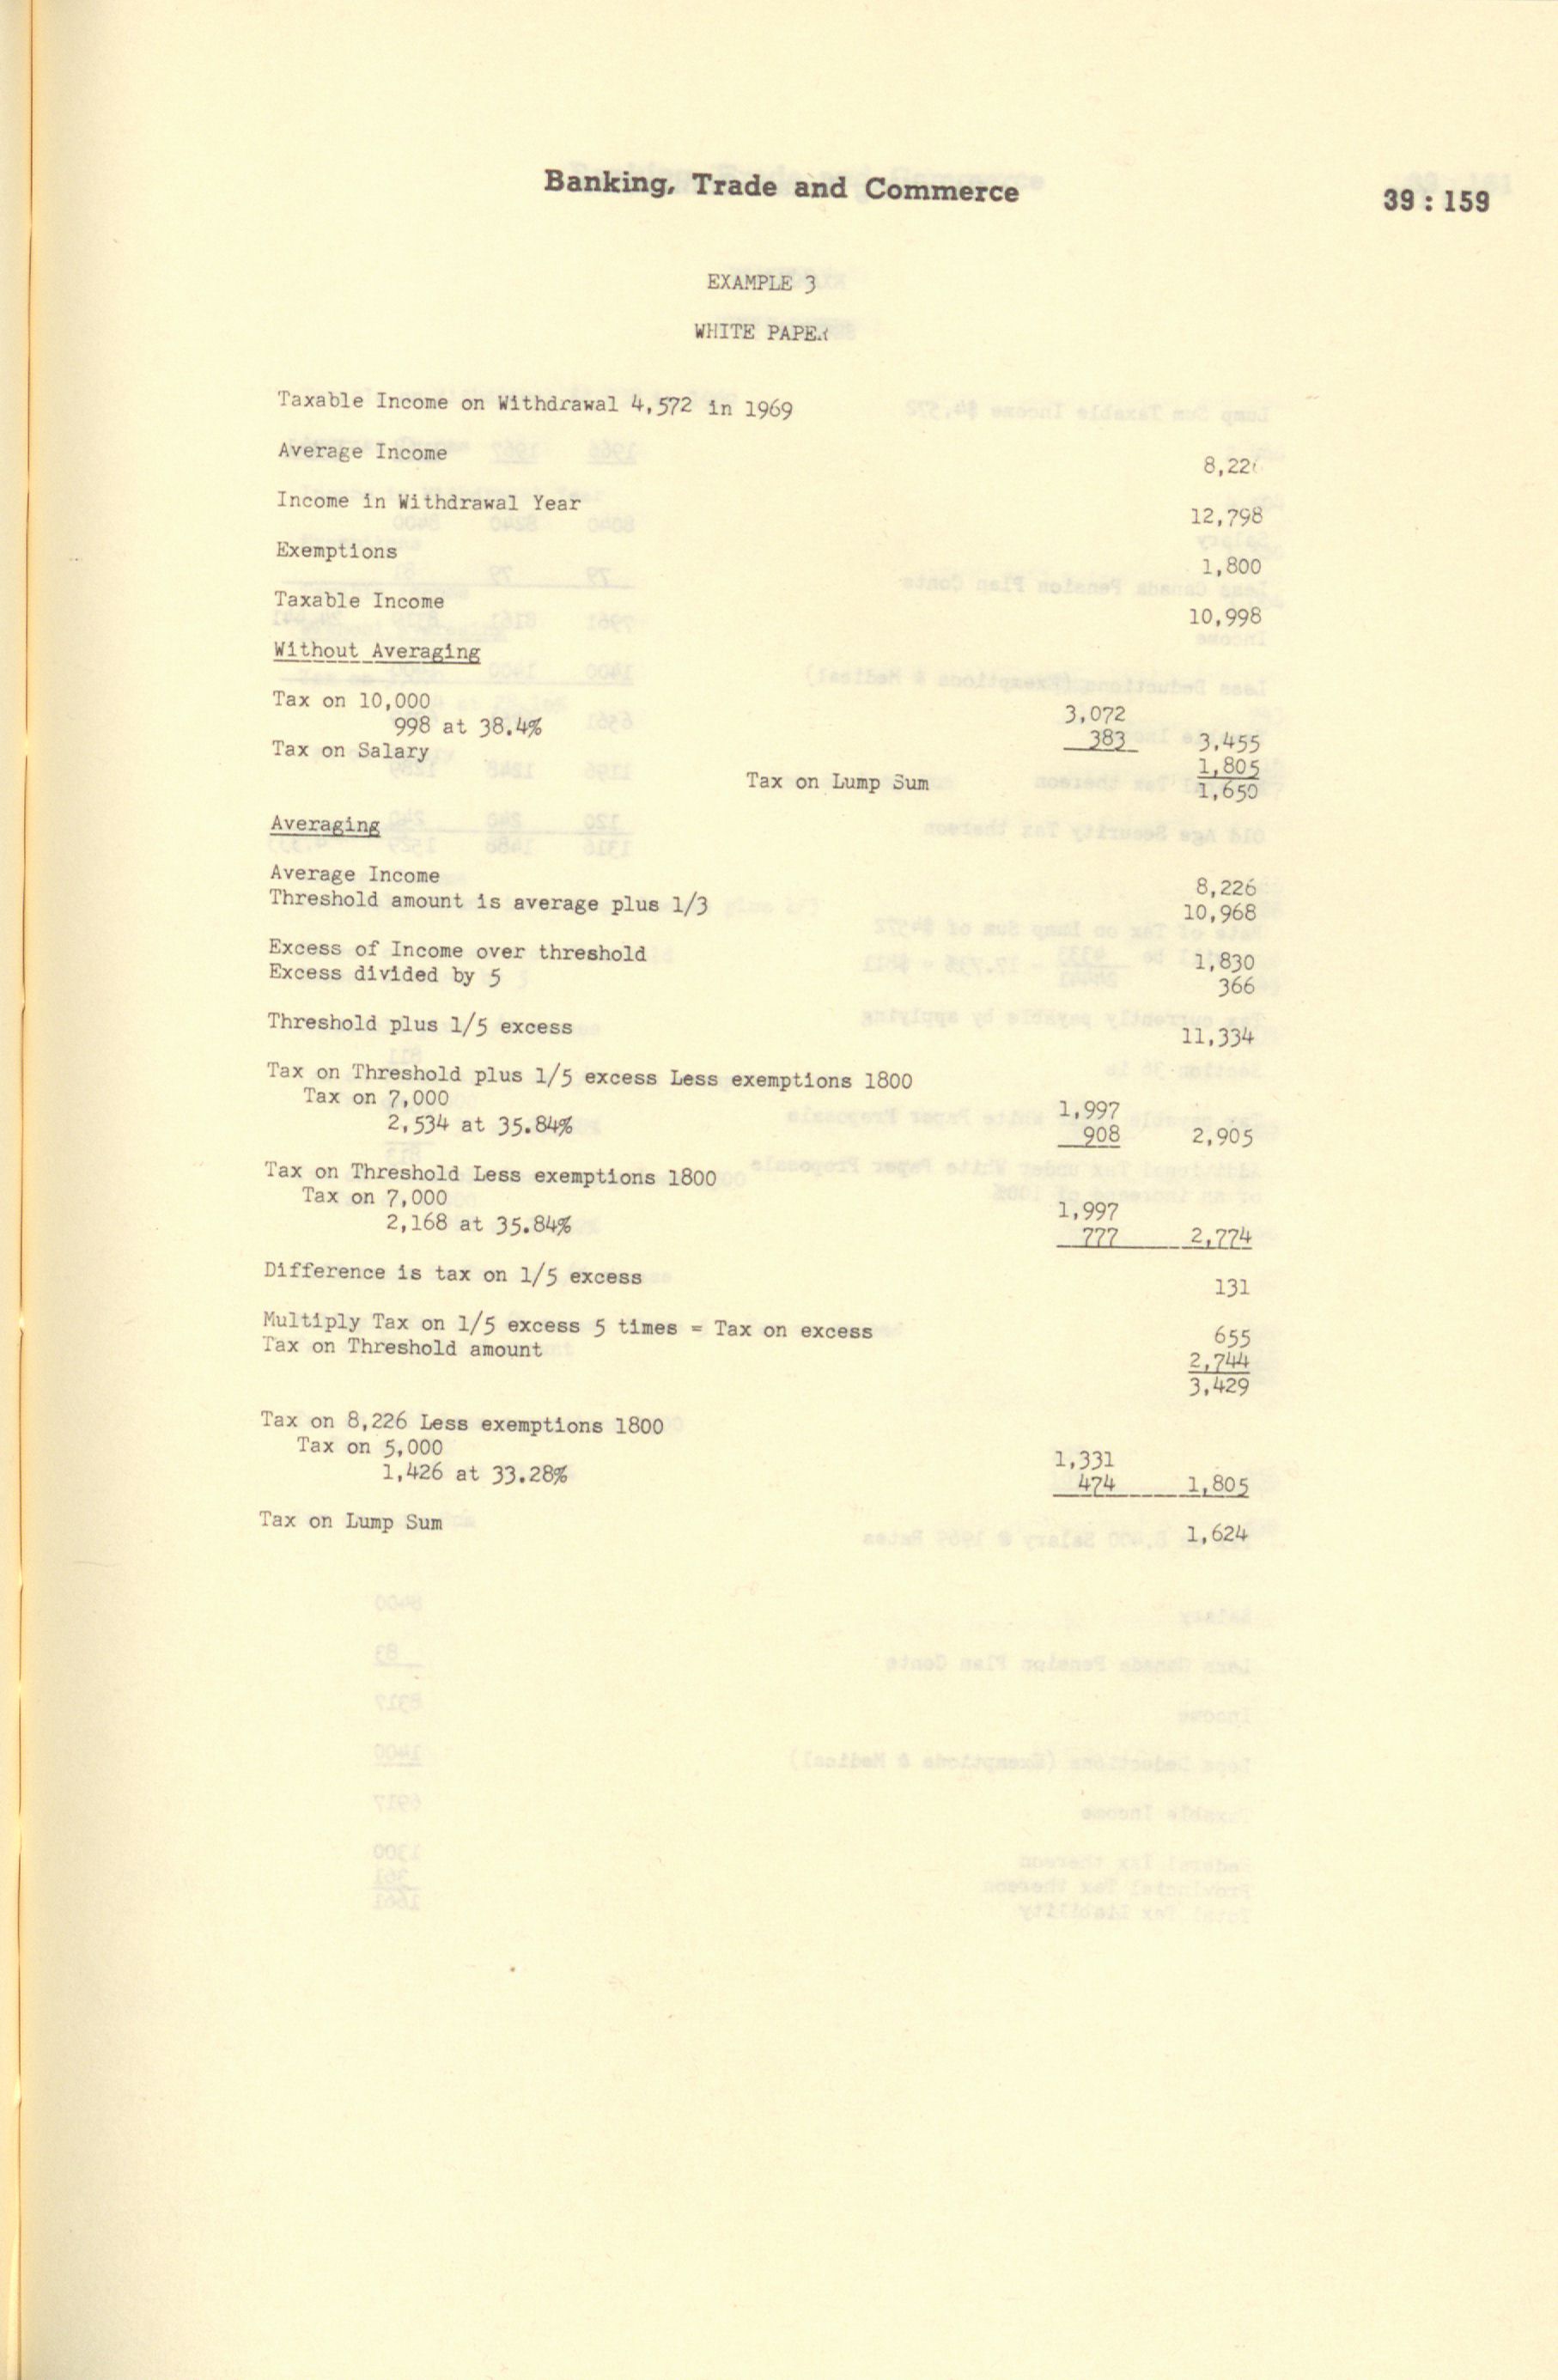 Banking, Trade and Commerce
39 : 159
EXAMPLE 3
WHITE PAPER
Taxable Income on Withdrawal 4,572 in 1969
Average Income 8,226
Income in Withdrawal Year 12,798
Exemptions 1,800
Taxable Income 10,998
Without Averaging
Tax on 10,000 3,072
998 at 38.4% 383 3,455
Tax on Salary 1,805
Tax on Lump Sum 1,650
Averaging
Average Income 8,226
Threshold amount is average plus 1/3 10,968
Excess of Income over threshold 1,830
Excess divided by 5 366
Threshold plus 1/5 excess 11,334
Tax on Threshold plus 1/5 excess Less exemptions 1800
Tax on 7,000 1,997
2,534 at 35.84% 908 2,905
Tax on Threshold Less exemptions 1800
Tax on 7,000 1,997
2,168 at 35.84% 777 2,774
Difference is tax on 1/5 excess 131
Multiply Tax on 1/5 excess 5 times = Tax on excess 655
Tax on Threshold amount 2,744
3,429
Tax on 8,226 Less exemptions 1800
Tax on 5,000 1,331
1,426 at 33.28% 474 1,805
Tax on Lump Sum 1,624